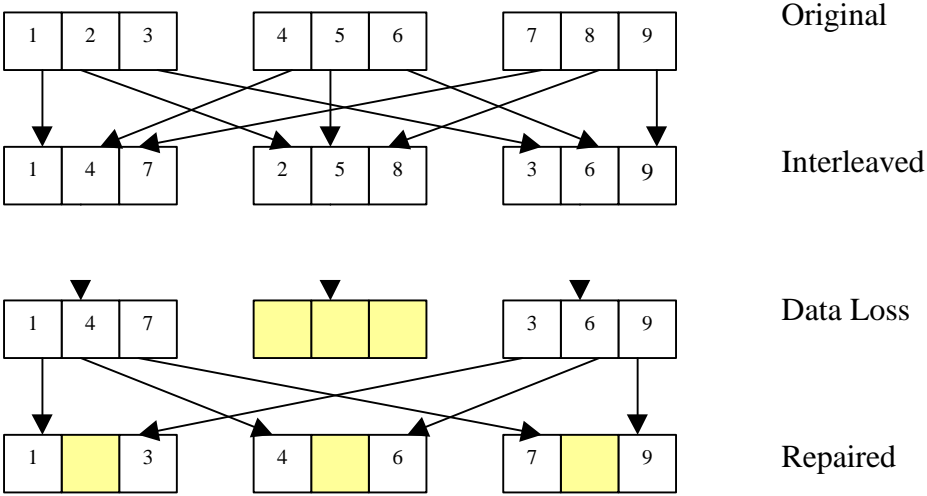 Original
1 2 3 4 5 6 7 8 9
Interleaved
1 4 7 2 5 8 3 6 9
Data Loss
1 4 7 3 6 9
Repaired
1 3 4 6 7 9